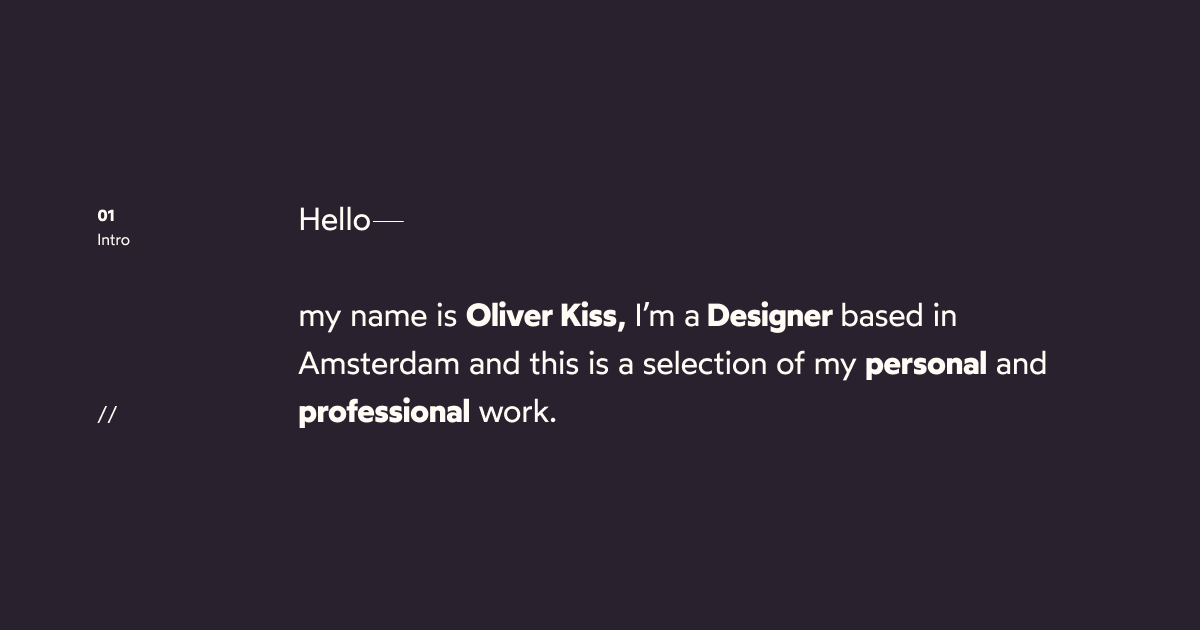 01
Intro
Hello—
my name is Oliver Kiss, I’m a Designer based in
Amsterdam and this is a selection of my personal and
professional work.
//